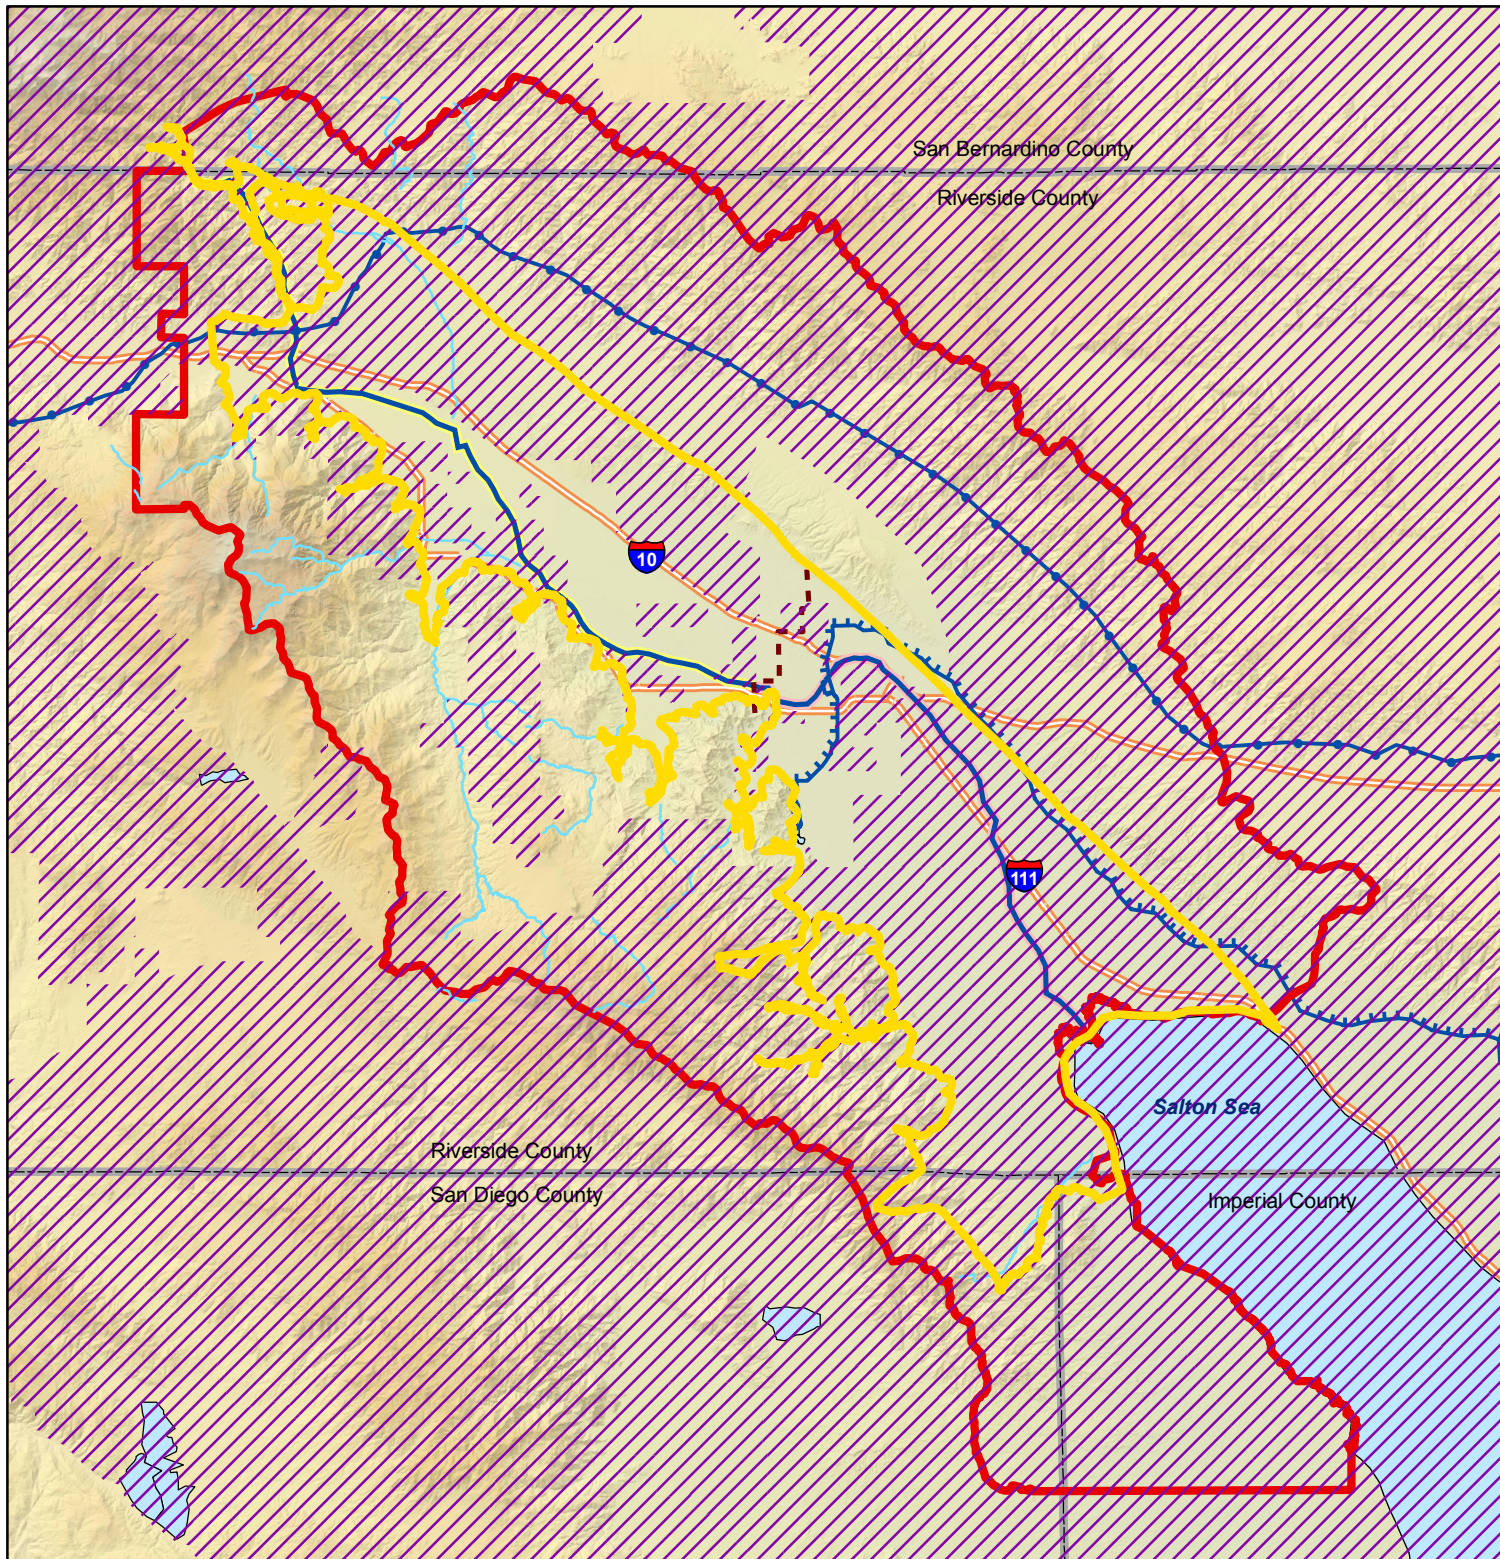 San Bernardino County
Riverside County
10
111
Salton Sea
Riverside County
San Diego County
Imperial County